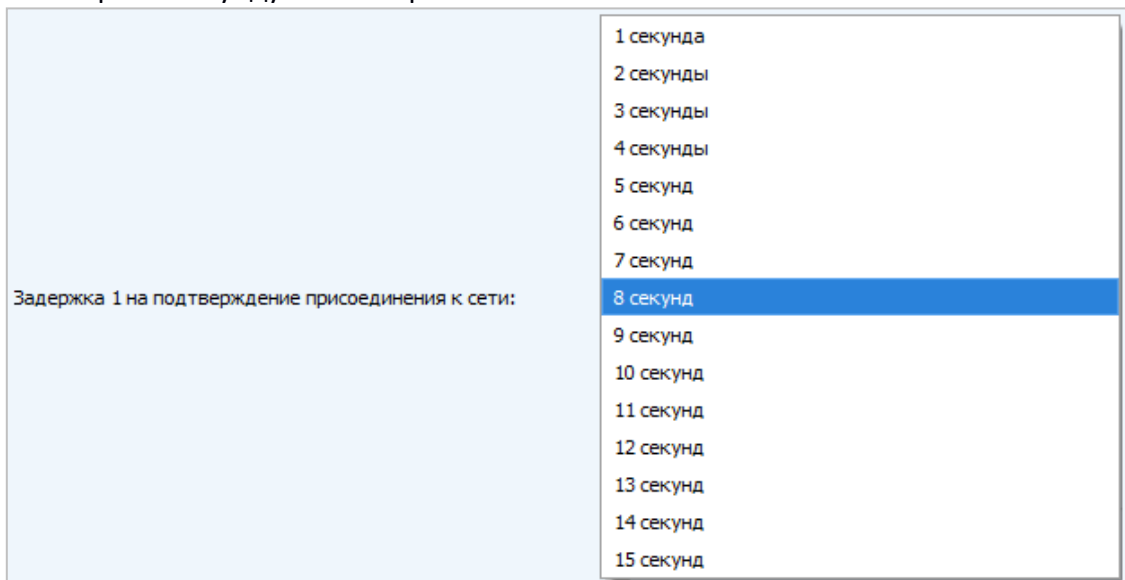 1 секунда
2 секунды
3 секунды
4 секунды
5 секунд
6 секунд
7 секунд
Задержка 1 на подтверждение присоединения к сети:
8 секунд
9 секунд
10 секунд
11 секунд
12 секунд
13 секунд
14 секунд
15 секунд